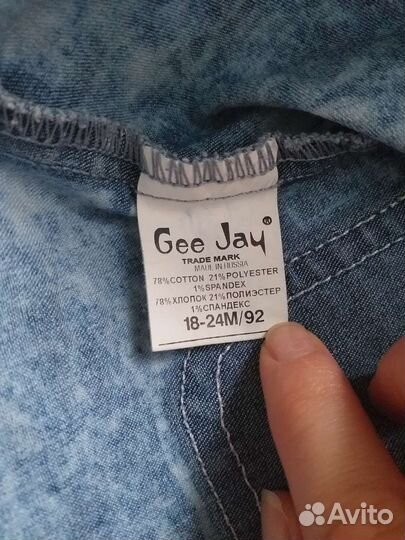 Gee Jay
TRADE MARK
MADE IN RUSSIA
78%COTTON 21%POLYESTER
1%SPANDEX
78%ХЛОПОК 21%ПОЛИЭСТЕР
1%СПАНДЕКС
18-24M/92
Avito